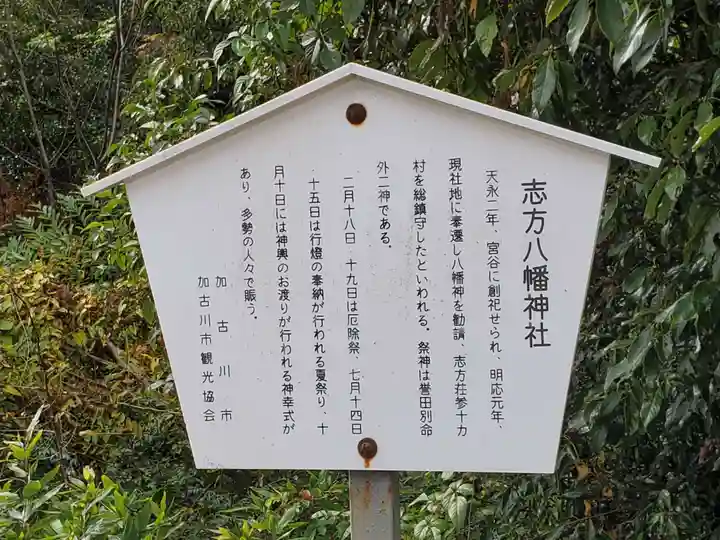 志方八幡神社
天永二年、宮谷に創祀せられ、明応元年、
現社地に奉遷し八幡神を勧請、志方荘参十カ
村を総鎮守したといわれる。祭神は誉田別命
外二神である。
二月十八日 十九日は厄除祭、七月十四日
十五日は行燈の奉納が行われる夏祭り、十
月十日には神輿のお渡りが行われる神幸式が
あり、多勢の人々で賑う。
加古川市
加古川市観光協会